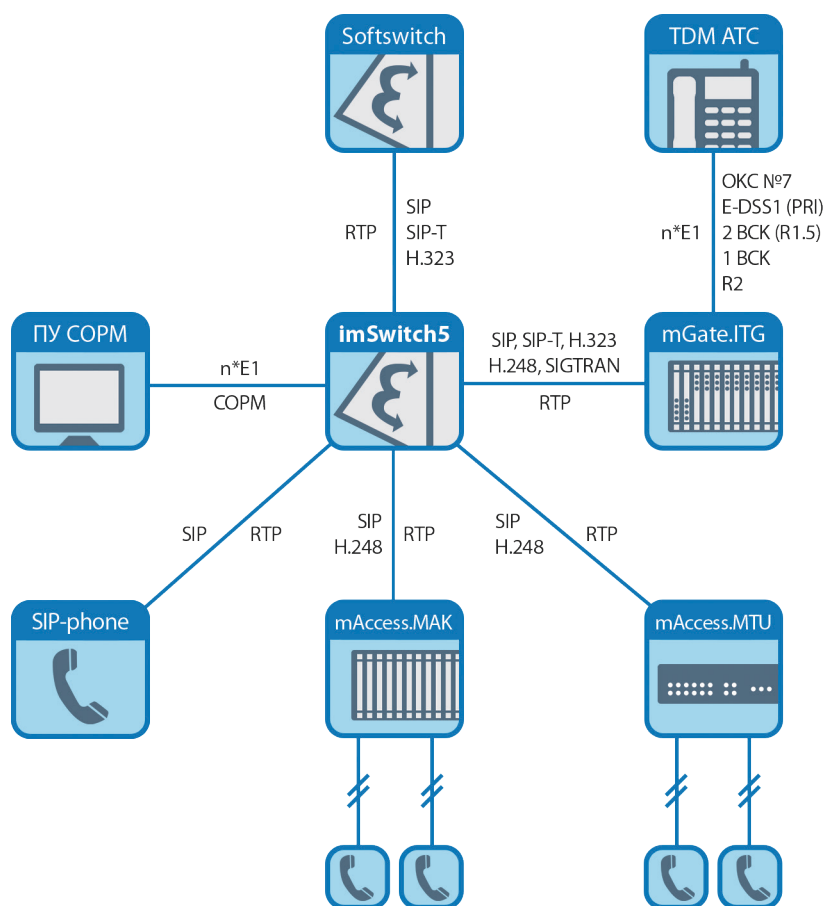 Softswitch
TDM АТС
RTP
SIP
SIP-T
H.323
n*E1
ОКС №7
E-DSS1 (PRI)
2 ВСК (R1.5)
1 ВСК
R2
ПУ СОРМ
imSwitch5
mGate.ITG
n*E1
СОРМ
SIP, SIP-T, H.323
H.248, SIGTRAN
RTP
SIP
RTP
SIP
H.248
RTP
SIP
H.248
RTP
SIP-phone
mAccess.MAK
mAccess.MTU